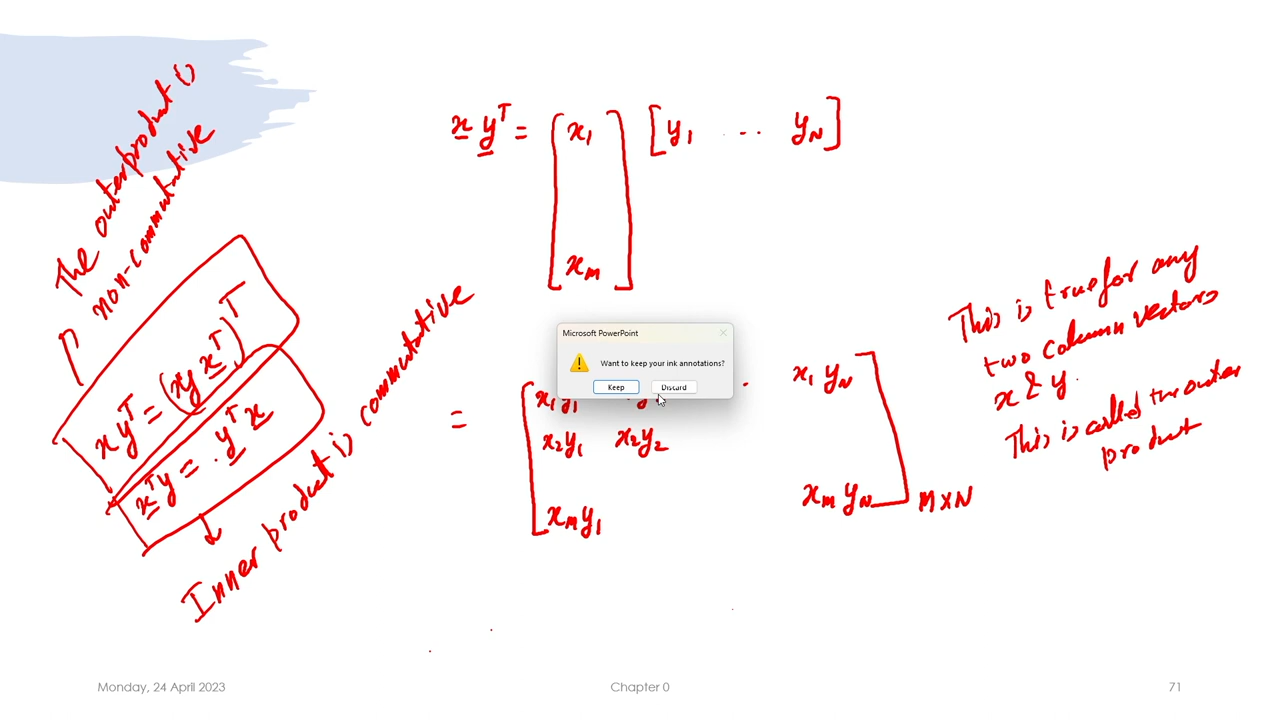 The outerproduct is
non-commutative
x y^T = (y x^T)^T
x^T y = y^T x
Inner product is commutative
x y^T = [x_1 x_M] [y_1 ... y_N]
= [x_1 y_1 x_1 y_N
x_2 y_1 x_2 y_2
x_M y_1 x_M y_N] M×N
This is true for any
two column vectors
x & y.
This is called the outer
product
Microsoft PowerPoint
Want to keep your ink annotations?
Keep Discard
Monday, 24 April 2023 Chapter 0 71